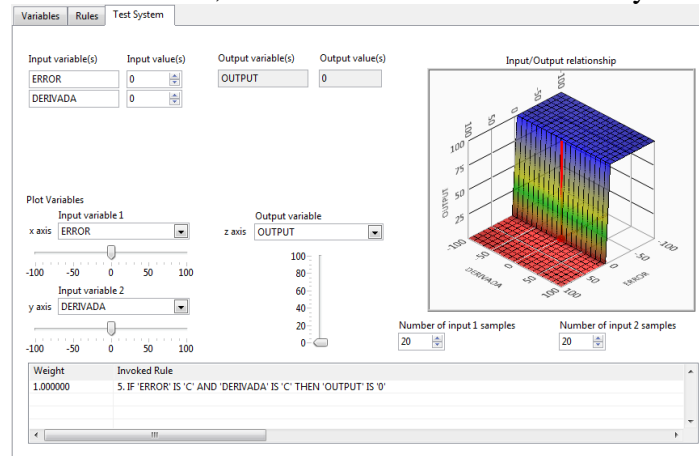 Variables Rules Test System
Input variable(s) Input value(s) Output variable(s) Output value(s)
ERROR 0 OUTPUT 0
DERIVADA 0
Input/Output relationship
-100
-50
0
50
100
100
75
50
25
OUTPUT
-100
-50
0
50
100
DERIVADA
100
50
0
-50
-100
ERROR
Plot Variables
Input variable 1
x axis ERROR
-100 -50 0 50 100
Input variable 2
y axis DERIVADA
-100 -50 0 50 100
Output variable
z axis OUTPUT
100
80
60
40
20
0
Number of input 1 samples Number of input 2 samples
20 20
Weight Invoked Rule
1.000000 5. IF 'ERROR' IS 'C' AND 'DERIVADA' IS 'C' THEN 'OUTPUT' IS '0'